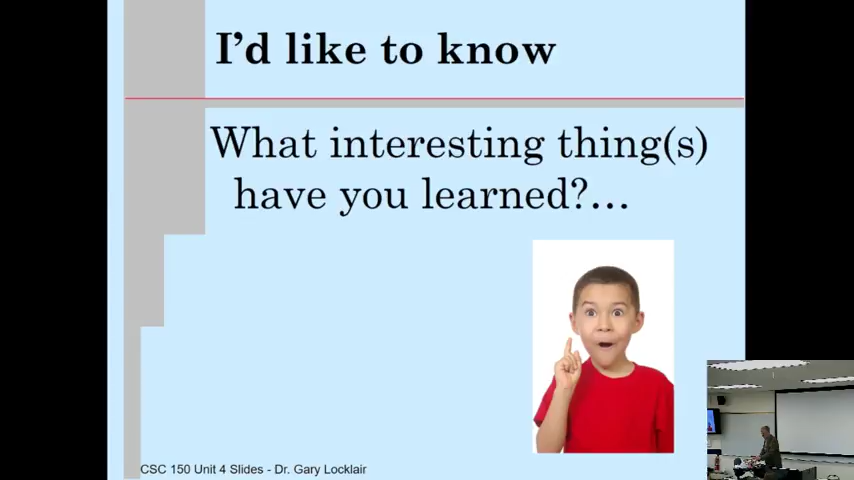 I'd like to know
What interesting thing(s)
have you learned?...
CSC 150 Unit 4 Slides - Dr. Gary Locklair